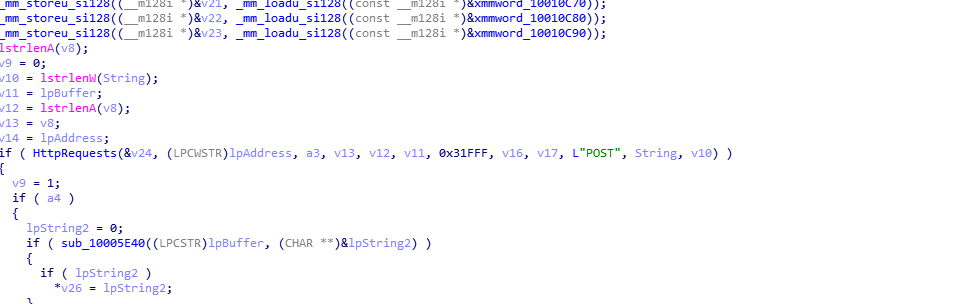 _mm_storeu_si128((__m128i *)&v21, _mm_loadu_si128((const __m128i *)&xmmword_10010C70));
_mm_storeu_si128((__m128i *)&v22, _mm_loadu_si128((const __m128i *)&xmmword_10010C80));
_mm_storeu_si128((__m128i *)&v23, _mm_loadu_si128((const __m128i *)&xmmword_10010C90));
lstrlenA(v8);
v9 = 0;
v10 = lstrlenW(String);
v11 = lpBuffer;
v12 = lstrlenA(v8);
v13 = v8;
v14 = lpAddress;
if ( HttpRequests(&v24, (LPCWSTR)lpAddress, a3, v13, v12, v11, 0x31FFF, v16, v17, L"POST", String, v10) )
{
v9 = 1;
if ( a4 )
{
lpString2 = 0;
if ( sub_10005E40((LPCSTR)lpBuffer, (CHAR **)&lpString2) )
{
if ( lpString2 )
*v26 = lpString2;
}